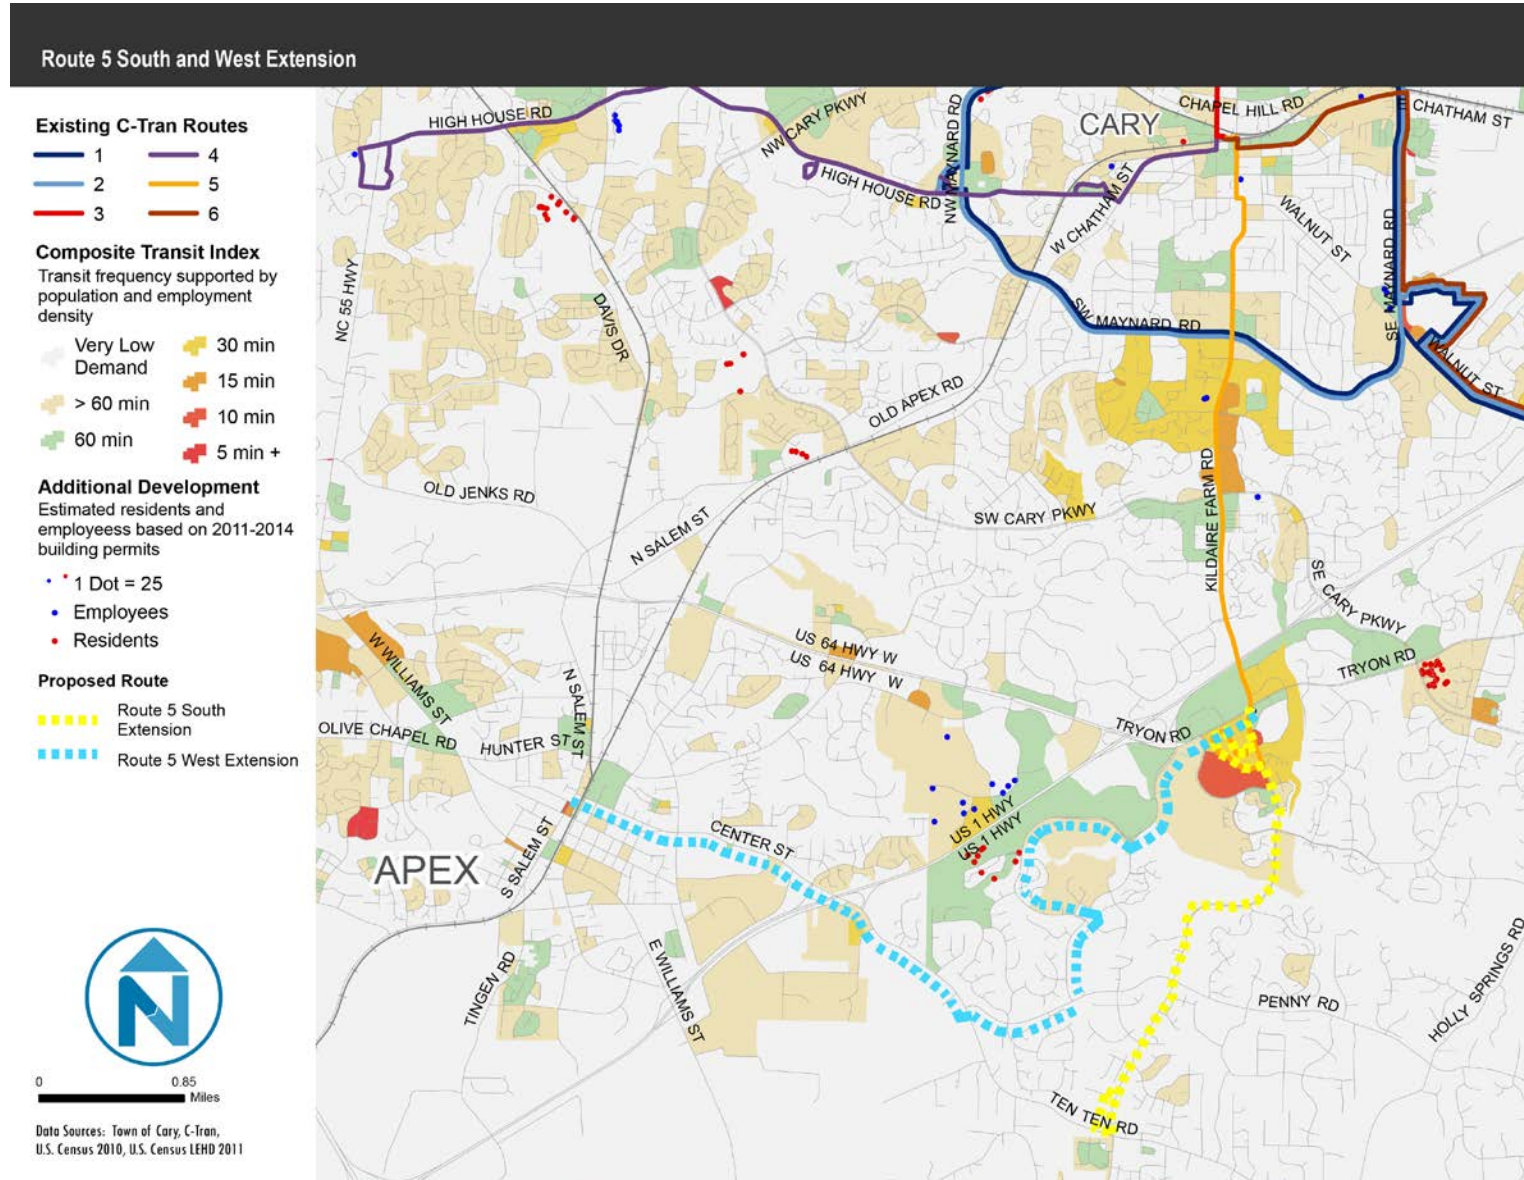 Route 5 South and West Extension
Existing C-Tran Routes
1 4
2 5
3 6
Composite Transit Index
Transit frequency supported by
population and employment
density
Very Low
Demand
> 60 min
60 min
30 min
15 min
10 min
5 min +
Additional Development
Estimated residents and
employeess based on 2011-2014
building permits
1 Dot = 25
Employees
Residents
Proposed Route
Route 5 South
Extension
Route 5 West Extension
N
0 0.85
Miles
Data Sources: Town of Cary, C-Tran,
U.S. Census 2010, U.S. Census LEHD 2011
HIGH HOUSE RD
NW CARY PKWY
NW MAYNARD RD
CARY
CHAPEL HILL RD
E CHATHAM ST
HIGH HOUSE RD
W CHATHAM ST
WALNUT ST
SE MAYNARD RD
NC 55 HWY
DAVIS DR
SW MAYNARD RD
WALNUT ST
OLD APEX RD
OLD JENKS RD
N SALEM ST
SW CARY PKWY
KILDAIRE FARM RD
SE CARY PKWY
W WILLIAMS ST
US 64 HWY W
US 64 HWY W
TRYON RD
N SALEM ST
OLIVE CHAPEL RD
HUNTER ST
TRYON RD
US 1 HWY
US 1 HWY
CENTER ST
S SALEM ST
APEX
TINGEN RD
E WILLIAMS ST
PENNY RD
HOLLY SPRINGS RD
TEN TEN RD